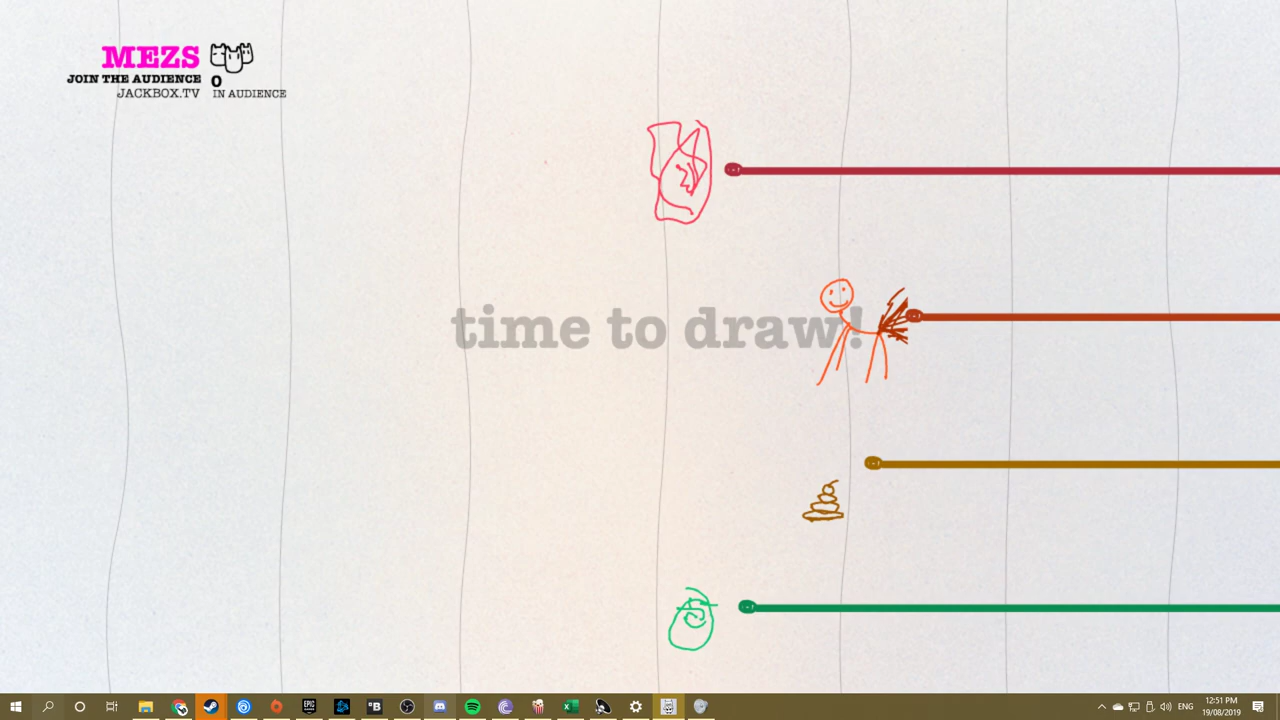 MEZS
JOIN THE AUDIENCE
JACKBOX.TV
0
IN AUDIENCE
time to draw!
EPIC
B
ENG
12:51 PM
19/08/2019